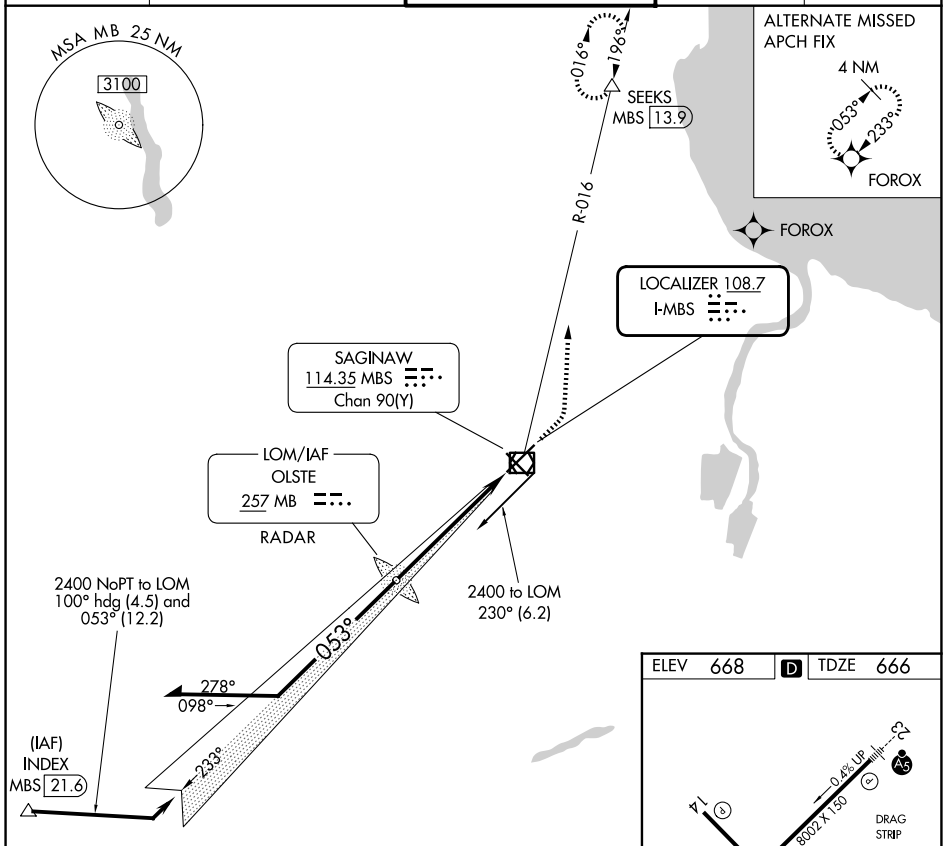 MSA MB 25 NM
3100
016°
196°
SEEKS
MBS 13.9
R-016
ALTERNATE MISSED
APCH FIX
4 NM
053°
233°
FOROX
FOROX
LOCALIZER 108.7
I-MBS
SAGINAW
114.35 MBS
Chan 90(Y)
LOM/IAF
OLSTE
257 MB
RADAR
2400 NoPT to LOM
100° hdg (4.5) and
053° (12.2)
2400 to LOM
230° (6.2)
053°
278°
098°
233°
(IAF)
INDEX
MBS 21.6
ELEV 668 D TDZE 666
23
0.4% UP
8002 X 150
P
A5
14
P
DRAG
STRIP